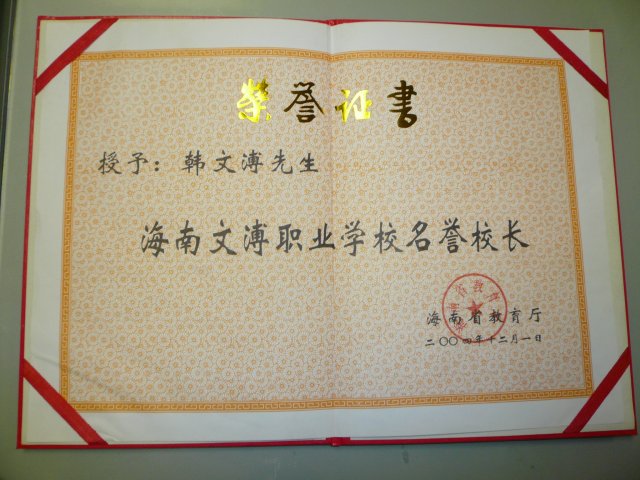 荣誉证书
授予：韩文溥先生
海南文溥职业学校名誉校长
海南省教育厅
二〇〇四年十二月一日